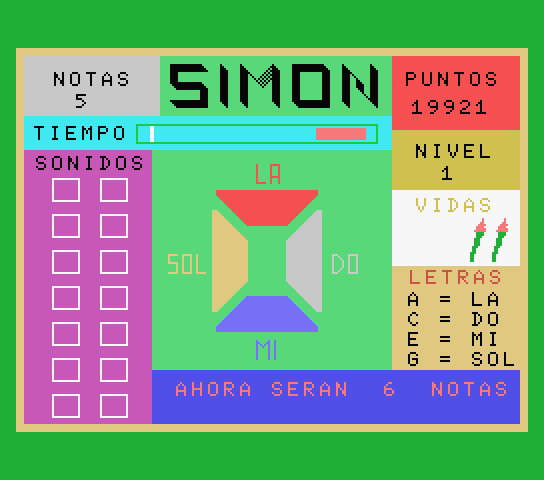 NOTAS
5
SIMON
PUNTOS
19921
TIEMPO
NIVEL
1
SONIDOS
VIDAS
LA
SOL
DO
MI
LETRAS
A = LA
C = DO
E = MI
G = SOL
AHORA SERAN 6 NOTAS